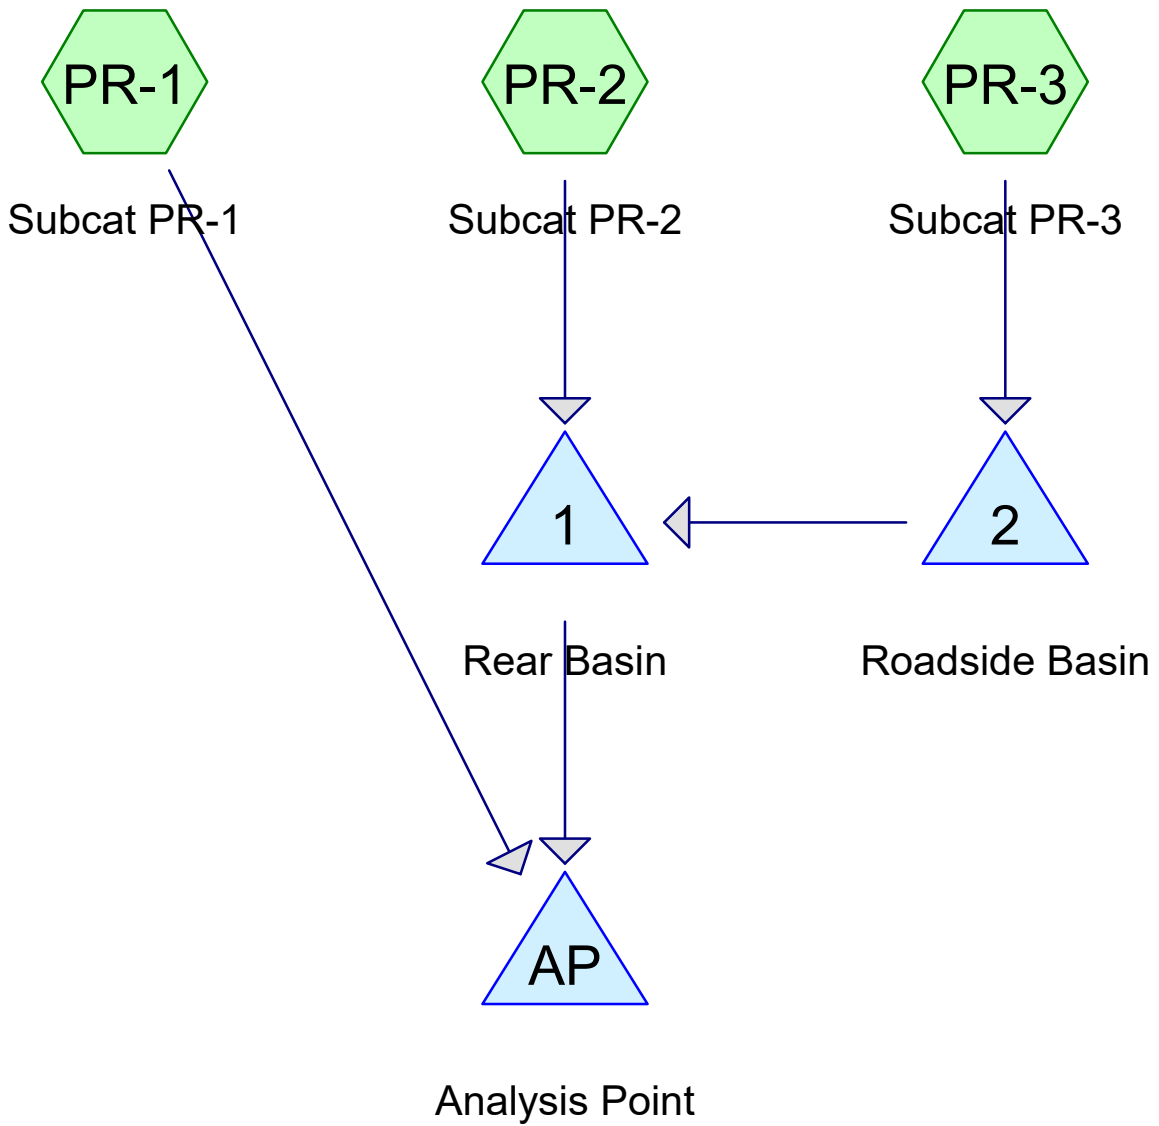 PR-1
PR-2
PR-3
Subcat PR-1
Subcat PR-2
Subcat PR-3
1
2
Rear Basin
Roadside Basin
AP
Analysis Point